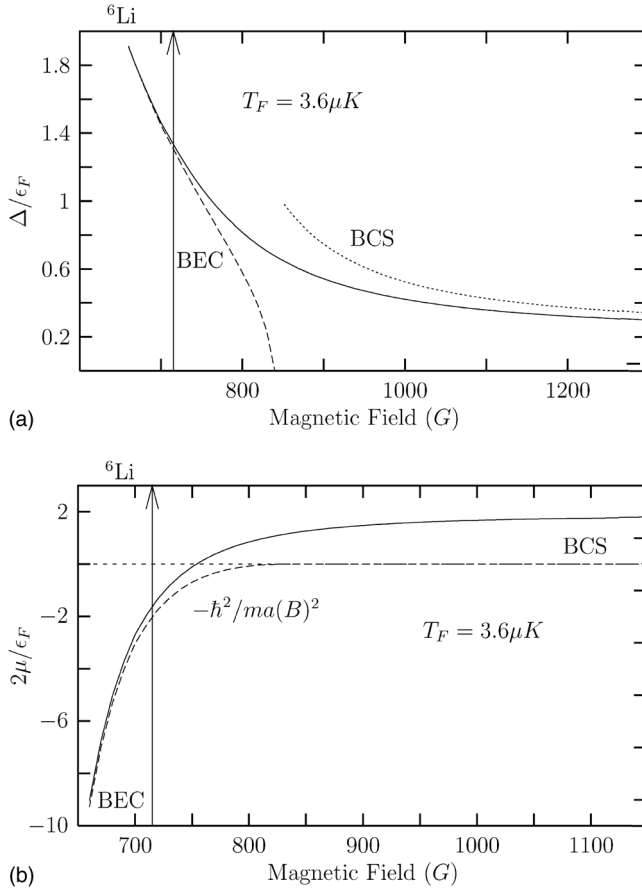 ⁶Li
1.8
1.4
1
0.6
0.2
Δ/ϵ_F
T_F = 3.6μK
BCS
BEC
800
1000
1200
Magnetic Field (G)
(a)
⁶Li
2
−2
−6
−10
2μ/ϵ_F
BCS
−ħ²/ma(B)²
T_F = 3.6μK
BEC
700
800
900
1000
1100
Magnetic Field (G)
(b)